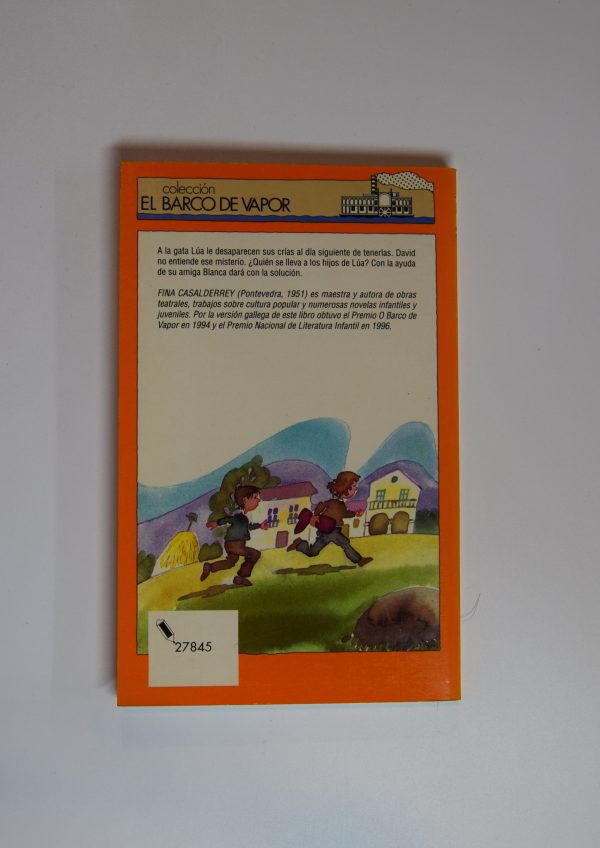 colección
EL BARCO DE VAPOR
A la gata Lúa le desaparecen sus crías al día siguiente de tenerlas. David
no entiende ese misterio. ¿Quién se lleva a los hijos de Lúa? Con la ayuda
de su amiga Blanca dará con la solución.
FINA CASALDERREY (Pontevedra, 1951) es maestra y autora de obras
teatrales, trabajos sobre cultura popular y numerosas novelas infantiles y
juveniles. Por la versión gallega de este libro obtuvo el Premio O Barco de
Vapor en 1994 y el Premio Nacional de Literatura Infantil en 1996.
27845